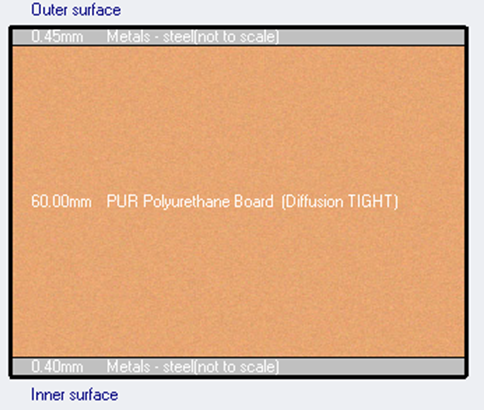 Outer surface
0.45mm Metals - steel(not to scale)
60.00mm PUR Polyurethane Board (Diffusion TIGHT)
0.40mm Metals - steel(not to scale)
Inner surface